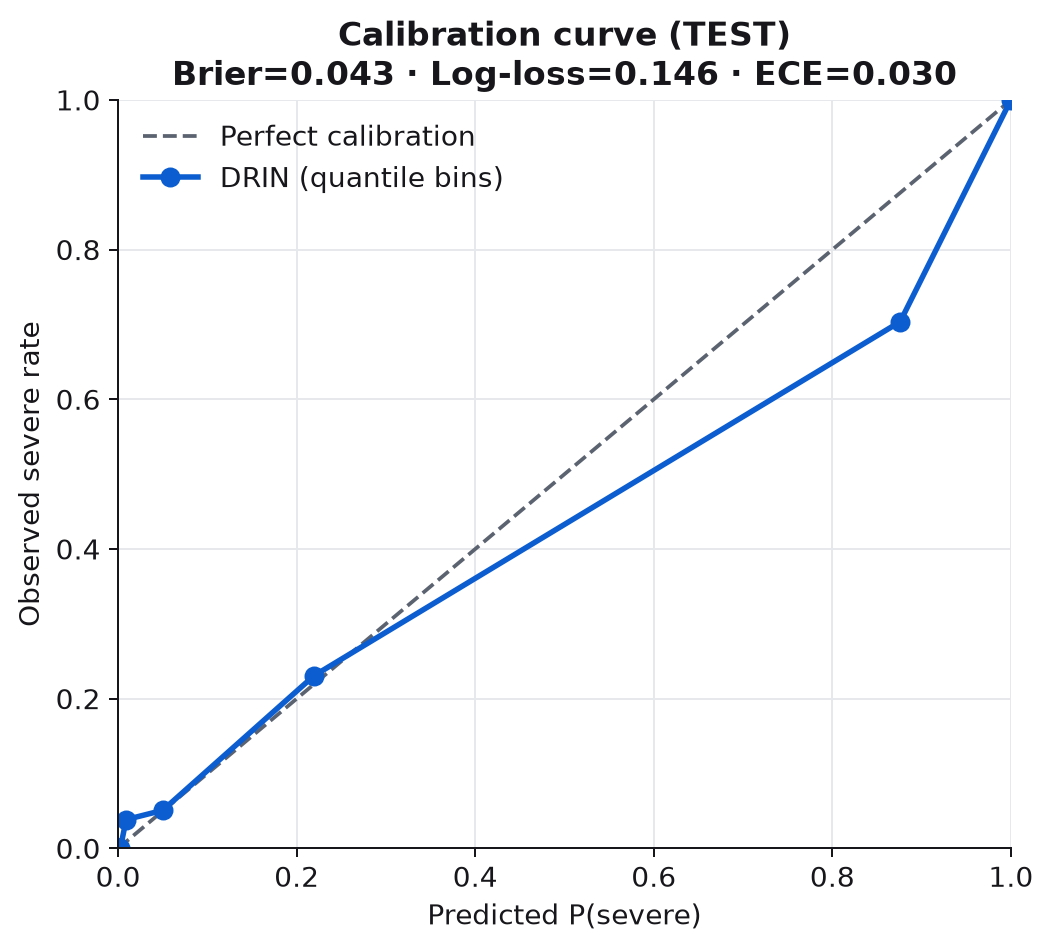 Calibration curve (TEST)
Brier=0.043 · Log-loss=0.146 · ECE=0.030
Perfect calibration
DRIN (quantile bins)
Observed severe rate
1.0
0.8
0.6
0.4
0.2
0.0
0.0 0.2 0.4 0.6 0.8 1.0
Predicted P(severe)